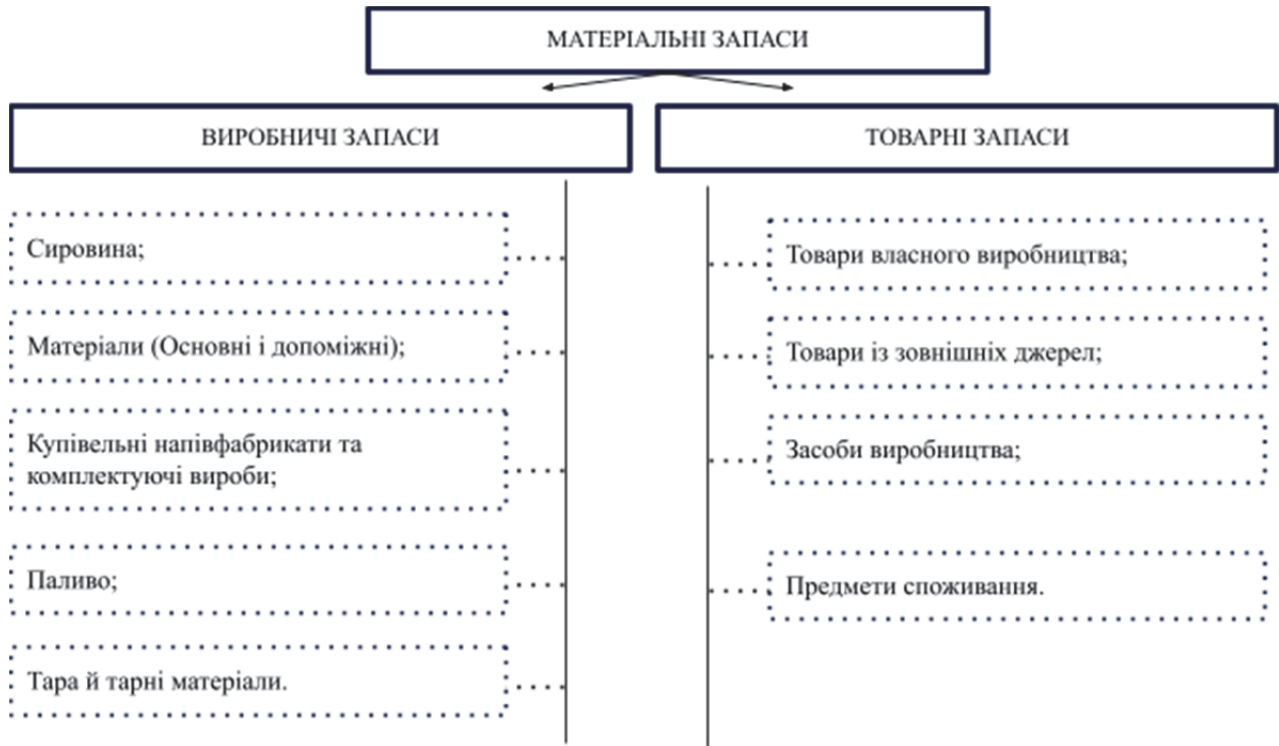 МАТЕРІАЛЬНІ ЗАПАСИ
ВИРОБНИЧІ ЗАПАСИ
Сировина;
Матеріали (Основні і допоміжні);
Купівельні напівфабрикати та
комплектуючі вироби;
Паливо;
Тара й тарні матеріали.
ТОВАРНІ ЗАПАСИ
Товари власного виробництва;
Товари із зовнішніх джерел;
Засоби виробництва;
Предмети споживання.